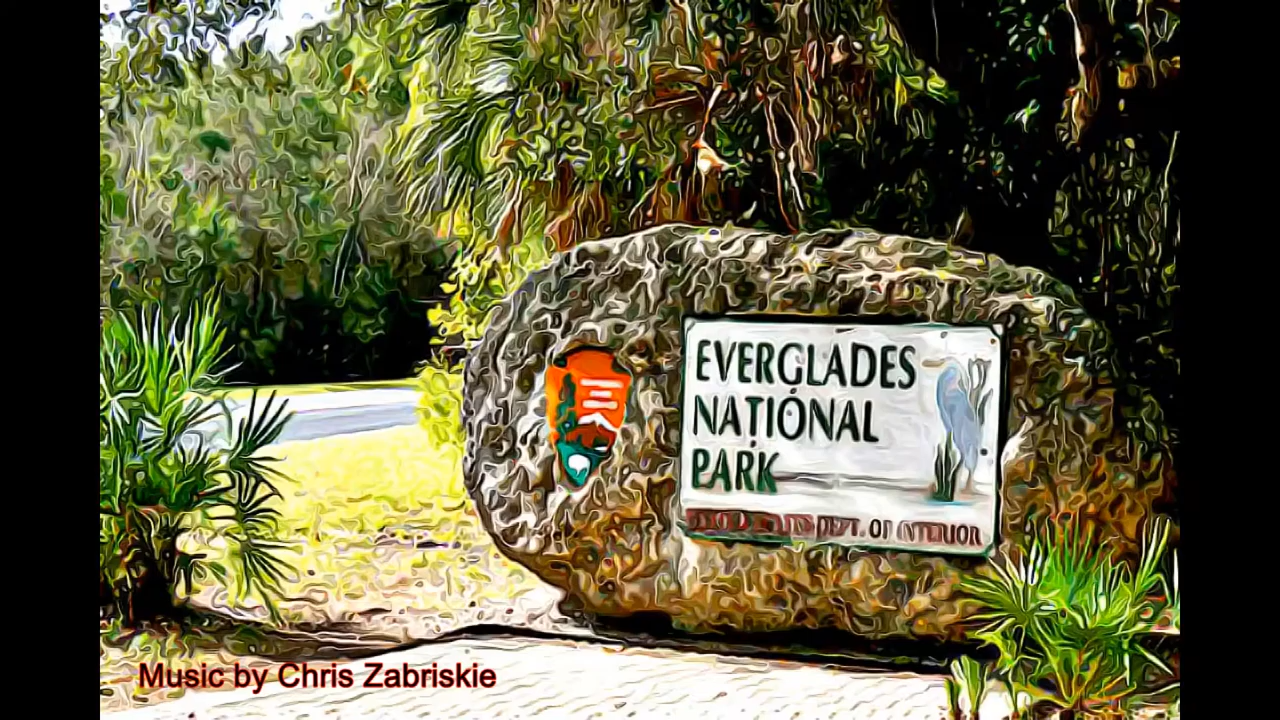 EVERGLADES
NATIONAL
PARK
DEPT. OF INTERIOR
Music by Chris Zabriskie